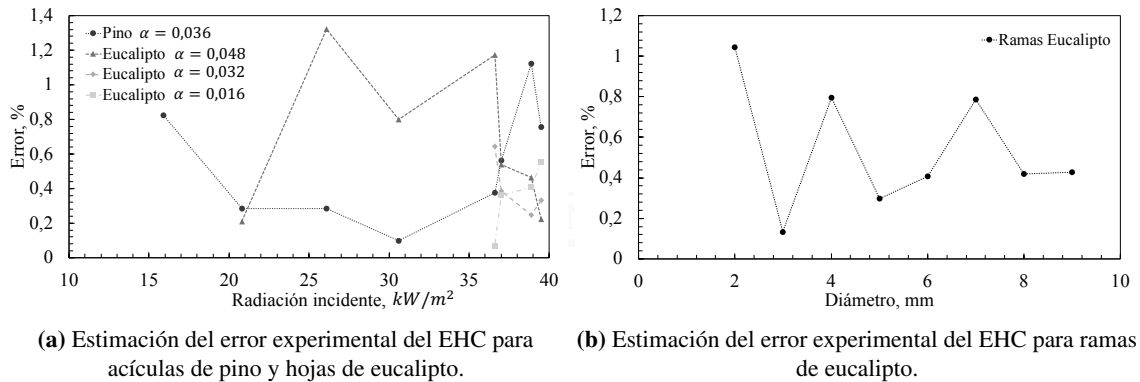 1,4
1,2
1
0,8
0,6
0,4
0,2
0
Error, %
Pino α = 0,036
Eucalipto α = 0,048
Eucalipto α = 0,032
Eucalipto α = 0,016
10 15 20 25 30 35 40
Radiación incidente, kW/m²
(a) Estimación del error experimental del EHC para
acículas de pino y hojas de eucalipto.
1,4
1,2
1
0,8
0,6
0,4
0,2
0
Error, %
Ramas Eucalipto
0 2 4 6 8 10
Diámetro, mm
(b) Estimación del error experimental del EHC para ramas
de eucalipto.